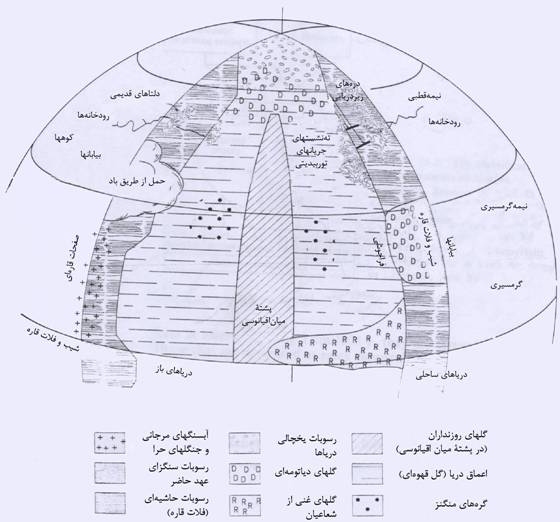 نیمه‌قطبی
دره‌های
زیردریایی
دلتاهای قدیمی
رودخانه‌ها
رودخانه‌ها
کوهها
بیابانها
ته‌نشستهای
جریانهای
توربیدیتی
حمل از طریق باد
نیمه‌گرمسیری
بیابانها
شیب و فلات قاره
فراجوشی
صفحات قاره‌ای
گرمسیری
پشتهٔ
میان‌اقیانوسی
شیب و فلات قاره
دریاهای باز
دریاهای ساحلی
گلهای روزنداران
(در پشتهٔ میان اقیانوسی)
رسوبات یخچالی
دریاها
آبسنگهای مرجانی
و جنگلهای حرا
اعماق دریا (گل قهوه‌ای)
گلهای دیاتومه‌ای
رسوبات سنگزای
عهد حاضر
گره‌های منگنز
گلهای غنی از
شعاعیان
رسوبات حاشیه‌ای
(فلات قاره)